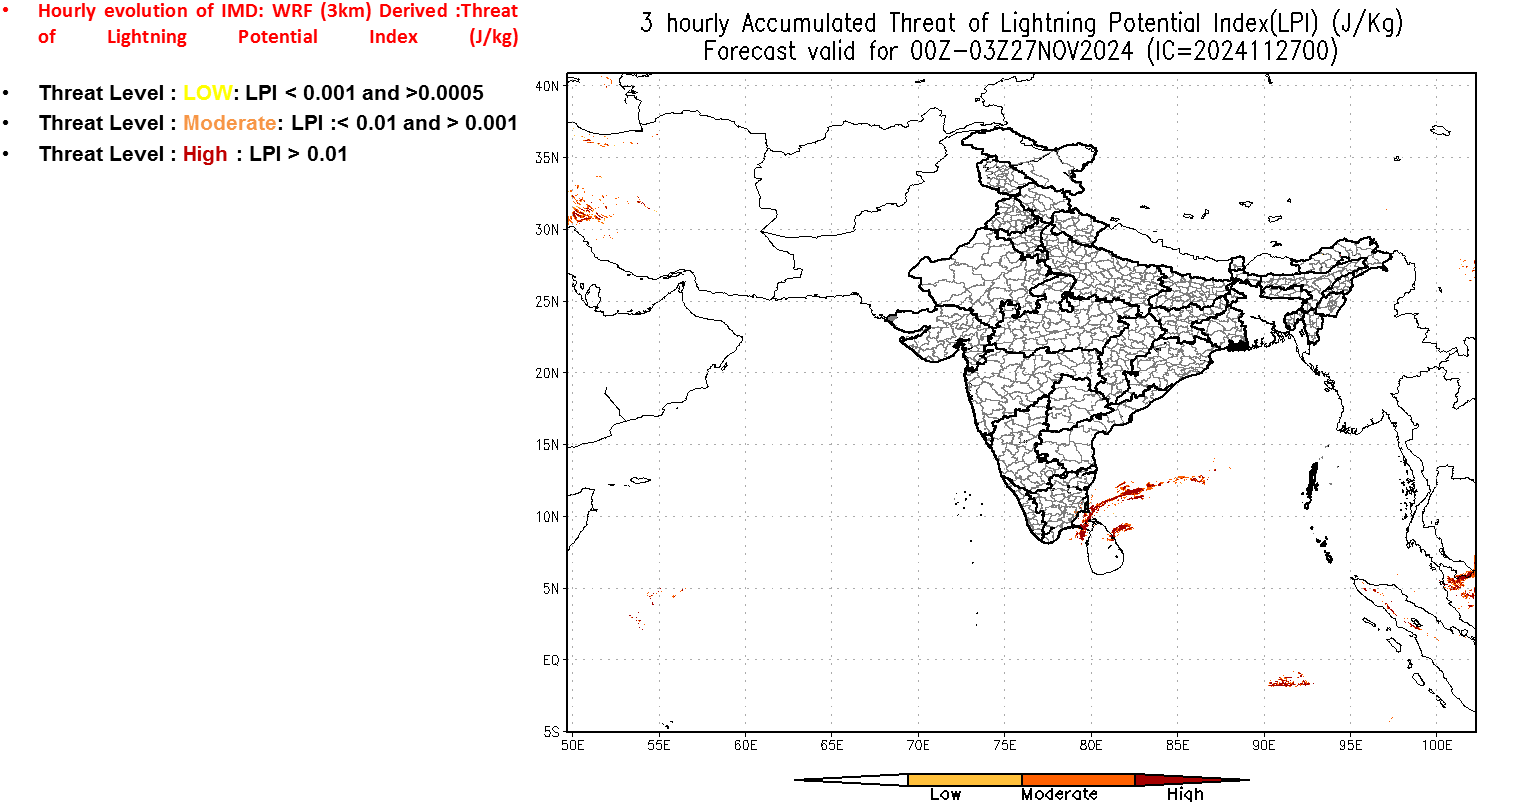 • Hourly evolution of IMD: WRF (3km) Derived :Threat
of Lightning Potential Index (J/kg)
• Threat Level : LOW: LPI < 0.001 and >0.0005
• Threat Level : Moderate: LPI :< 0.01 and > 0.001
• Threat Level : High : LPI > 0.01
3 hourly Accumulated Threat of Lightning Potential Index(LPI) (J/Kg)
Forecast valid for 00Z-03Z27NOV2024 (IC=2024112700)
40N
35N
30N
25N
20N
15N
10N
5N
EQ
5S
50E 55E 60E 65E 70E 75E 80E 85E 90E 95E 100E
Low Moderate High